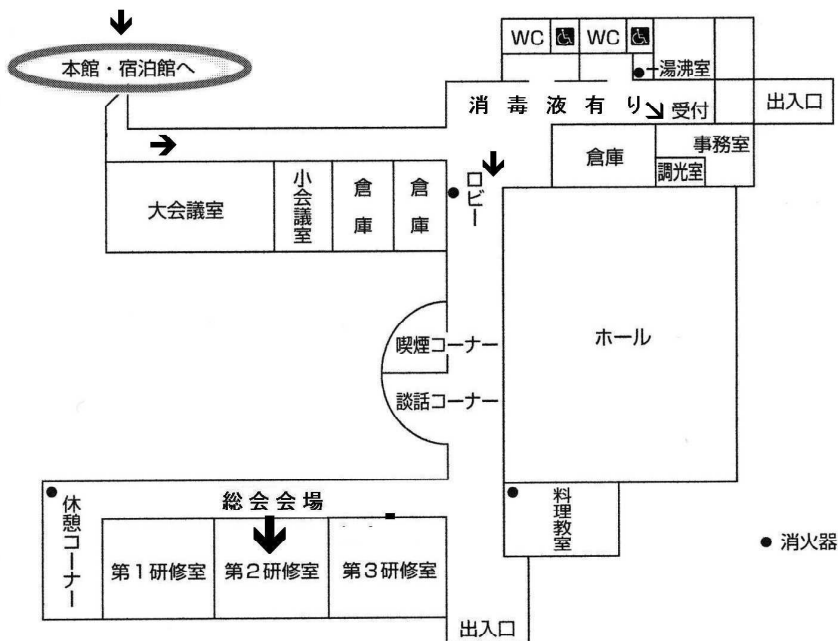 本館・宿泊館へ
WC
WC
湯沸室
消毒液有り
受付
出入口
倉庫
事務室
調光室
ロビー
大会議室
小会議室
倉庫
倉庫
喫煙コーナー
談話コーナー
ホール
総会会場
休憩コーナー
第1研修室
第2研修室
第3研修室
料理教室
消火器
出入口